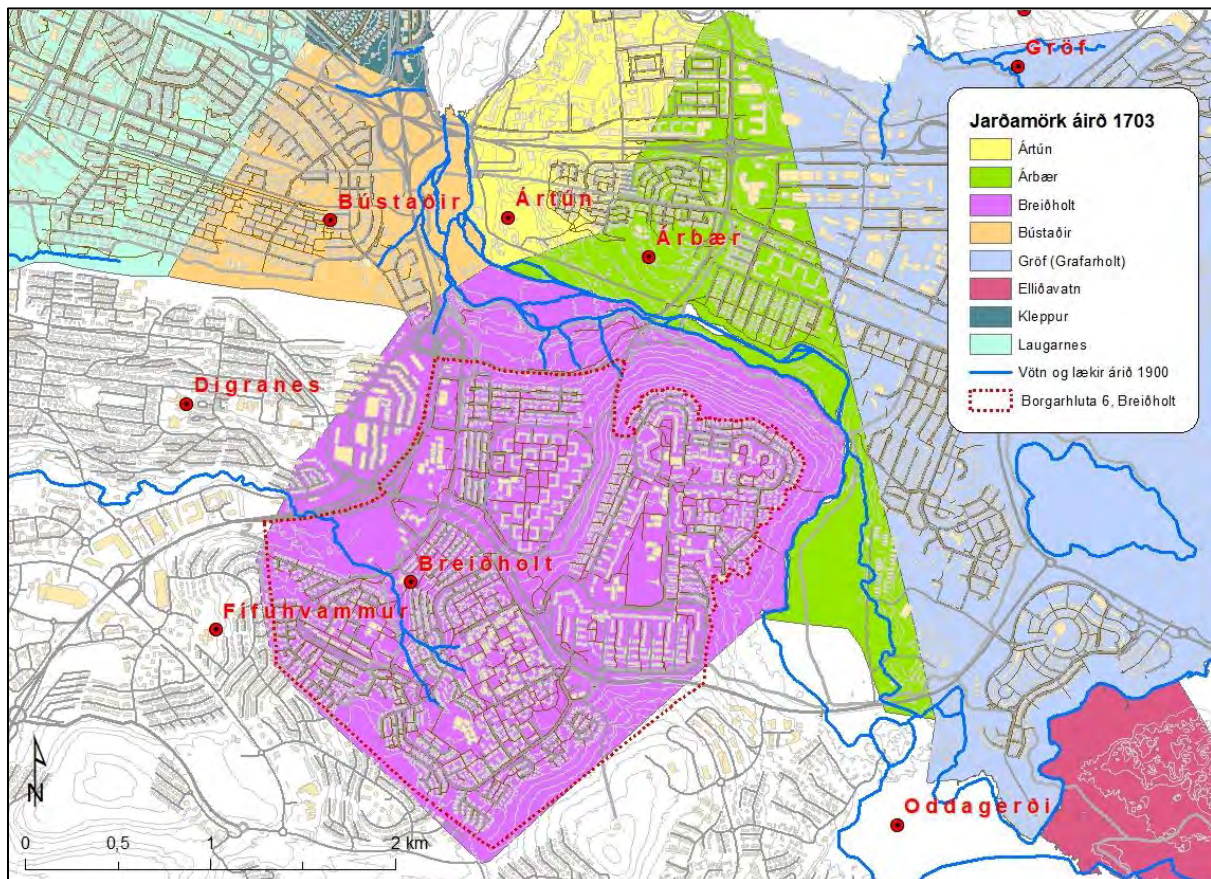 Gröf
Jarðamörk áirð 1703
Ártún
Árbær
Breiðholt
Bústaðir
Gröf (Grafarholt)
Elliðavatn
Kleppur
Laugarnes
Vötn og lækir árið 1900
Borgarhluta 6, Breiðholt
Bústaðir
Ártún
Árbær
Digranes
Breiðholt
Fífuhvammur
Oddagerði
N
0 0,5 1 2 km